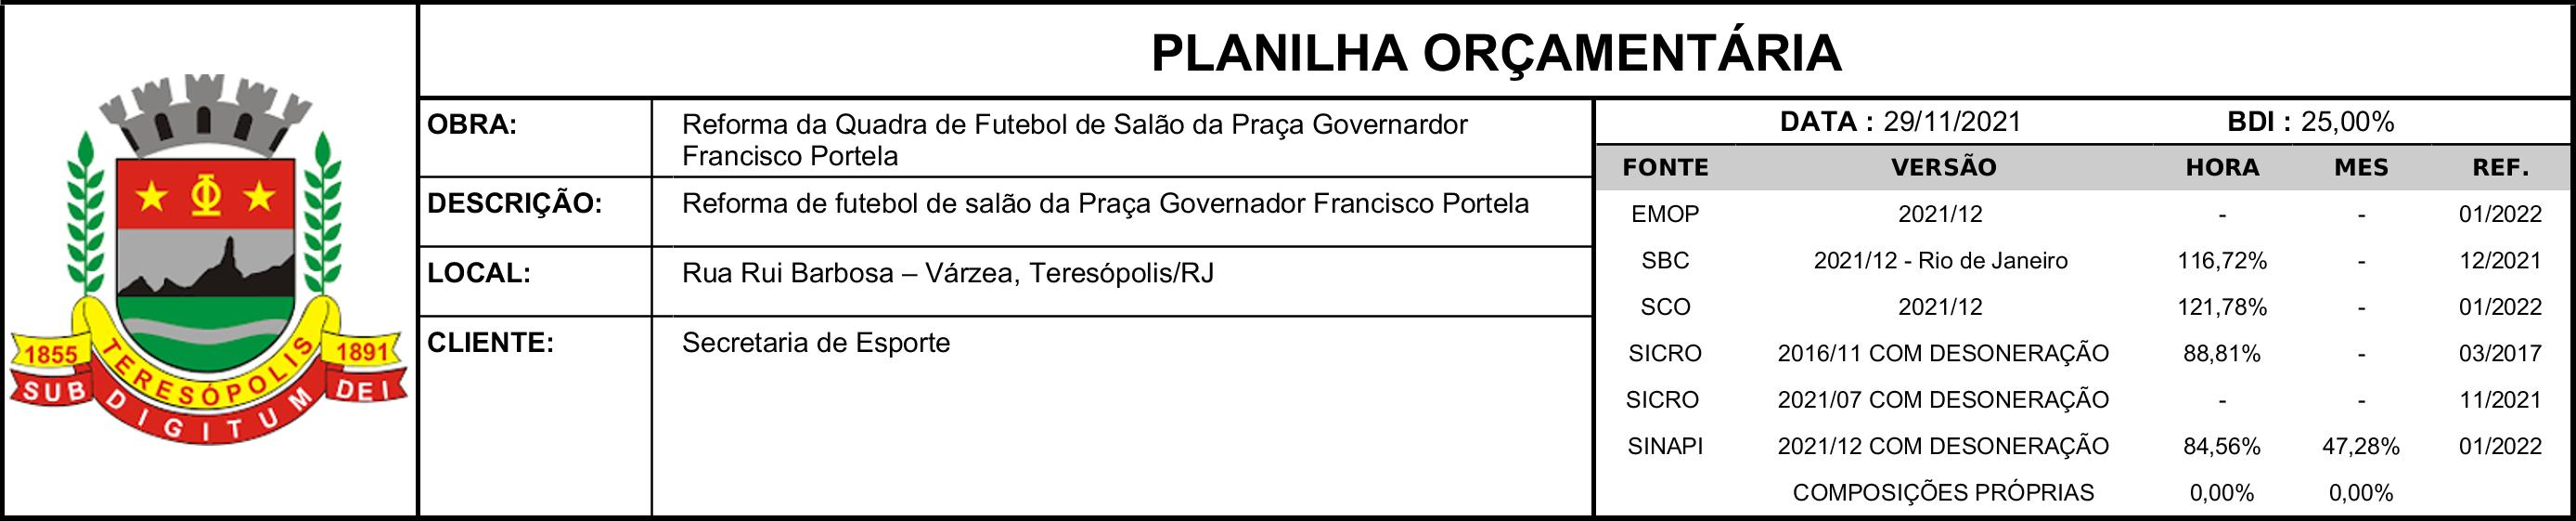 PLANILHA ORÇAMENTÁRIA
OBRA: Reforma da Quadra de Futebol de Salão da Praça Governardor
Francisco Portela
DESCRIÇÃO: Reforma de futebol de salão da Praça Governador Francisco Portela
LOCAL: Rua Rui Barbosa – Várzea, Teresópolis/RJ
CLIENTE: Secretaria de Esporte
DATA : 29/11/2021 BDI : 25,00%
FONTE VERSÃO HORA MES REF.
EMOP 2021/12 - - 01/2022
SBC 2021/12 - Rio de Janeiro 116,72% - 12/2021
SCO 2021/12 121,78% - 01/2022
SICRO 2016/11 COM DESONERAÇÃO 88,81% - 03/2017
SICRO 2021/07 COM DESONERAÇÃO - - 11/2021
SINAPI 2021/12 COM DESONERAÇÃO 84,56% 47,28% 01/2022
COMPOSIÇÕES PRÓPRIAS 0,00% 0,00%
1855 TERESÓPOLIS 1891
SUB DIGITUM DEI